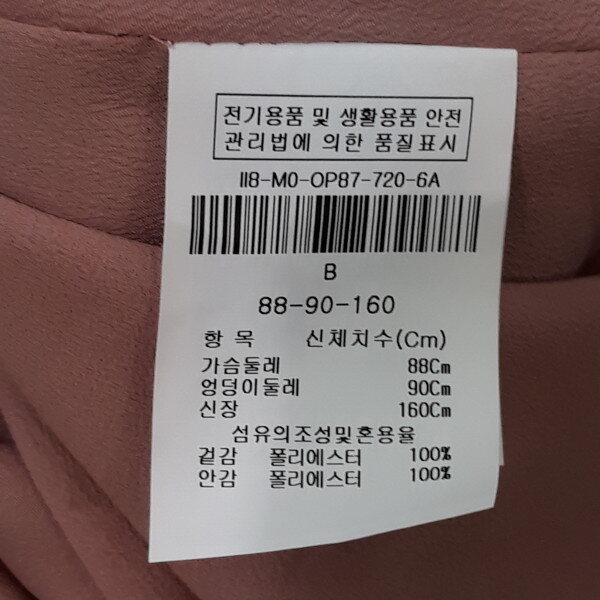 전기용품 및 생활용품 안전
관리법에 의한 품질표시
II8-M0-OP87-720-6A
B
88-90-160
항 목 신체치수(Cm)
가슴둘레 88Cm
엉덩이둘레 90Cm
신장 160Cm
섬유의조성및혼용율
겉감 폴리에스터 100%
안감 폴리에스터 100%